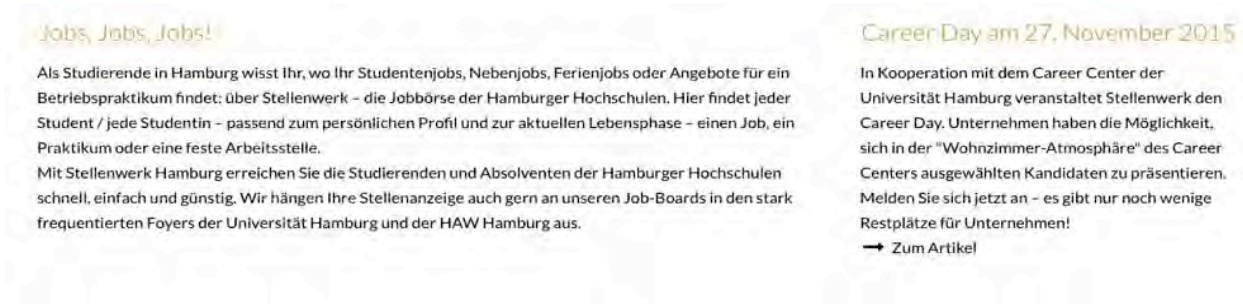 Jobs, Jobs, Jobs!
Als Studierende in Hamburg wisst Ihr, wo Ihr Studentenjobs, Nebenjobs, Ferienjobs oder Angebote für ein
Betriebspraktikum findet: über Stellenwerk – die Jobbörse der Hamburger Hochschulen. Hier findet jeder
Student / jede Studentin – passend zum persönlichen Profil und zur aktuellen Lebensphase – einen Job, ein
Praktikum oder eine feste Arbeitsstelle.
Mit Stellenwerk Hamburg erreichen Sie die Studierenden und Absolventen der Hamburger Hochschulen
schnell, einfach und günstig. Wir hängen Ihre Stellenanzeige auch gern an unseren Job-Boards in den stark
frequentierten Foyers der Universität Hamburg und der HAW Hamburg aus.
Career Day am 27. November 2015
In Kooperation mit dem Career Center der
Universität Hamburg veranstaltet Stellenwerk den
Career Day. Unternehmen haben die Möglichkeit,
sich in der "Wohnzimmer-Atmosphäre" des Career
Centers ausgewählten Kandidaten zu präsentieren.
Melden Sie sich jetzt an – es gibt nur noch wenige
Restplätze für Unternehmen!
→ Zum Artikel